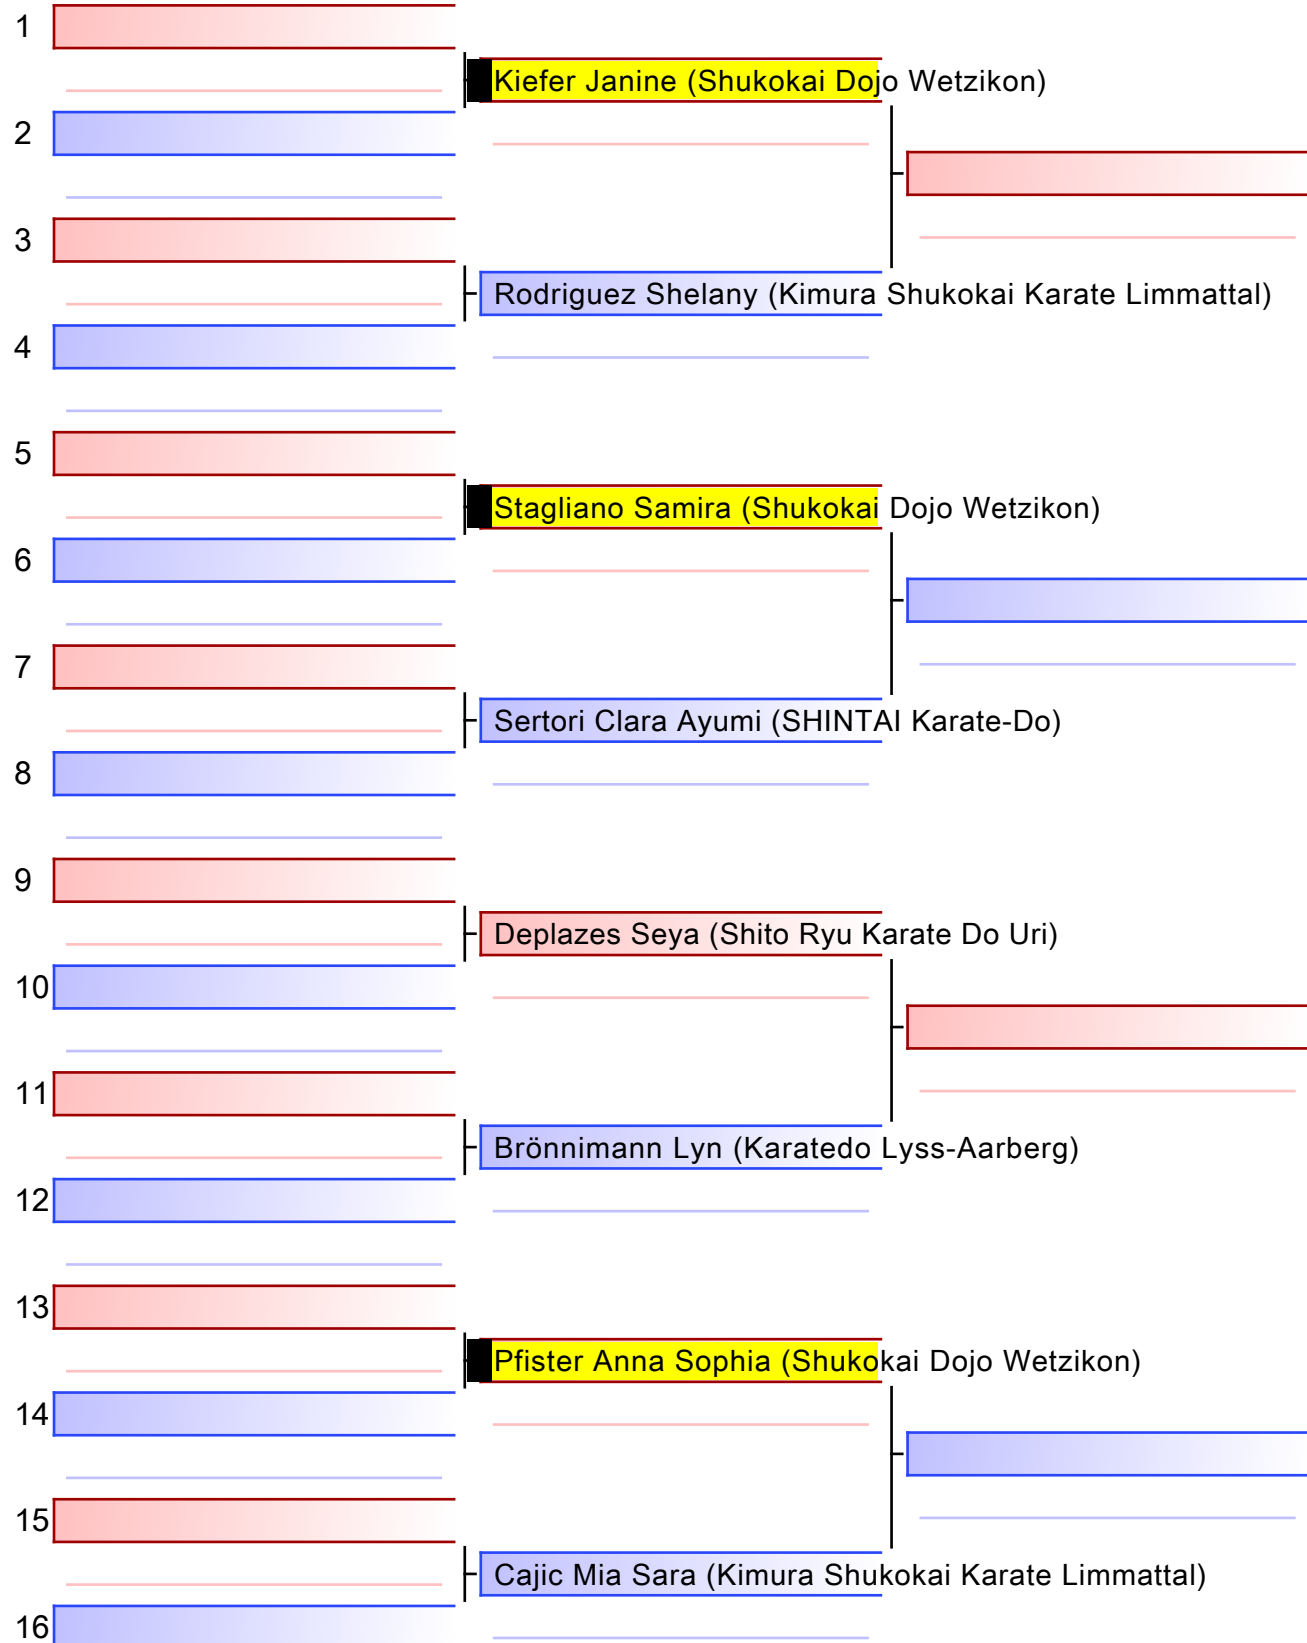 1
Kiefer Janine (Shukokai Dojo Wetzikon)
2
3
Rodriguez Shelany (Kimura Shukokai Karate Limmattal)
4
5
Stagliano Samira (Shukokai Dojo Wetzikon)
6
7
Sertori Clara Ayumi (SHINTAI Karate-Do)
8
9
Deplazes Seya (Shito Ryu Karate Do Uri)
10
11
Brönnimann Lyn (Karatedo Lyss-Aarberg)
12
13
Pfister Anna Sophia (Shukokai Dojo Wetzikon)
14
15
Cajic Mia Sara (Kimura Shukokai Karate Limmattal)
16